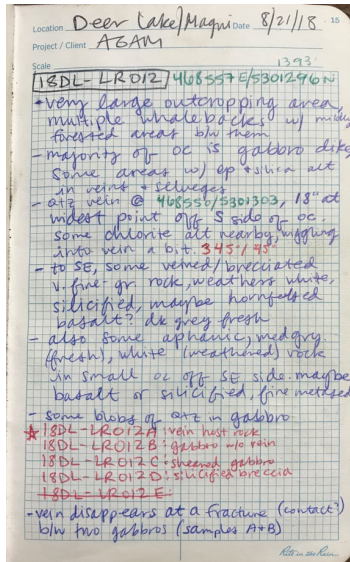 Location Deer Lake/Magni Date 8/21/18 15
Project / Client AGAM
Scale 1393'
18DL-LR012 468557E/5301296N
• very large outcropping area,
multiple whalebacks w/ mildly
forested areas b/w them
- majority of oc is gabbro dike
Some areas w/ ep + silica alt
in veins + selveges
- qtz vein @ 468550/5301303, 18" at
widest point off S side of oc.
some chlorite alt nearby, wiggling
into vein a bit. 345°/75°
- to SE, some veined/brecciated
v. fine-gr. rock, weathers white,
silicified, maybe hornfelsed
basalt? dk grey fresh
- also some aphanic, med gry.
(fresh), white (weathered) rock
in small oc off SE side. maybe
basalt or silicified, fine metased
- some blobs of qtz in gabbro
☆ 18DL-LR012A: vein host rock
18DL-LR012B: gabbro w/o vein
18DL-LR012C: sheared gabbro
18DL-LR012D: silicified breccia
18DL-LR012E:
- vein disappears at a fracture (contact?)
b/w two gabbros (samples A+B)
Rite in the Rain